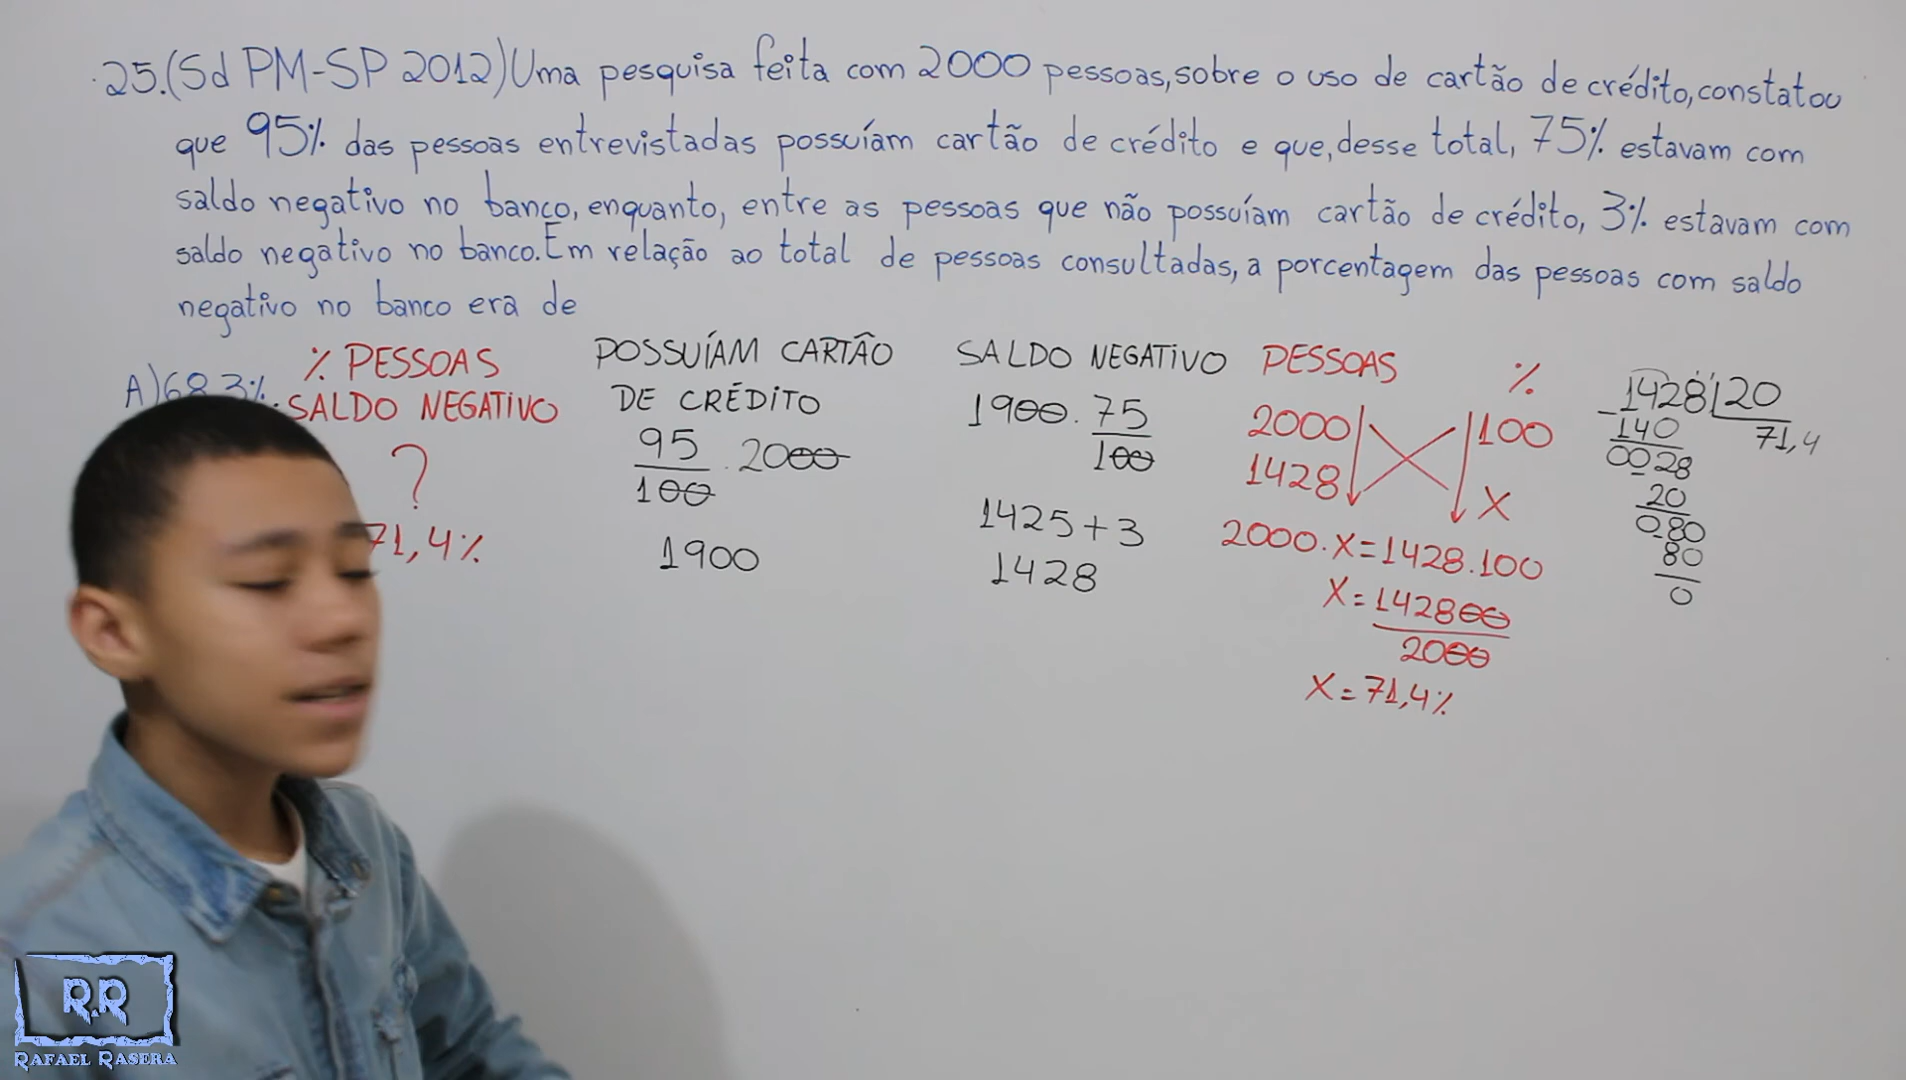 25.(Sd PM-SP 2012) Uma pesquisa feita com 2000 pessoas, sobre o uso de cartão de crédito, constatou
que 95% das pessoas entrevistadas possuíam cartão de crédito e que, desse total, 75% estavam com
saldo negativo no banco, enquanto, entre as pessoas que não possuíam cartão de crédito, 3% estavam com
saldo negativo no banco. Em relação ao total de pessoas consultadas, a porcentagem das pessoas com saldo
negativo no banco era de
A) 68,3%.
% PESSOAS
SALDO NEGATIVO
?
71,4%
POSSUÍAM CARTÃO
DE CRÉDITO
95
100
. 2000
1900
SALDO NEGATIVO
1900. 75
100
1425+3
1428
PESSOAS %
2000 100
1428 X
2000.X=1428.100
X=142800
2000
X=71,4%
1428 20
-140 71,4
0028
-20
080
-80
0
R.R
RAFAEL RASERA